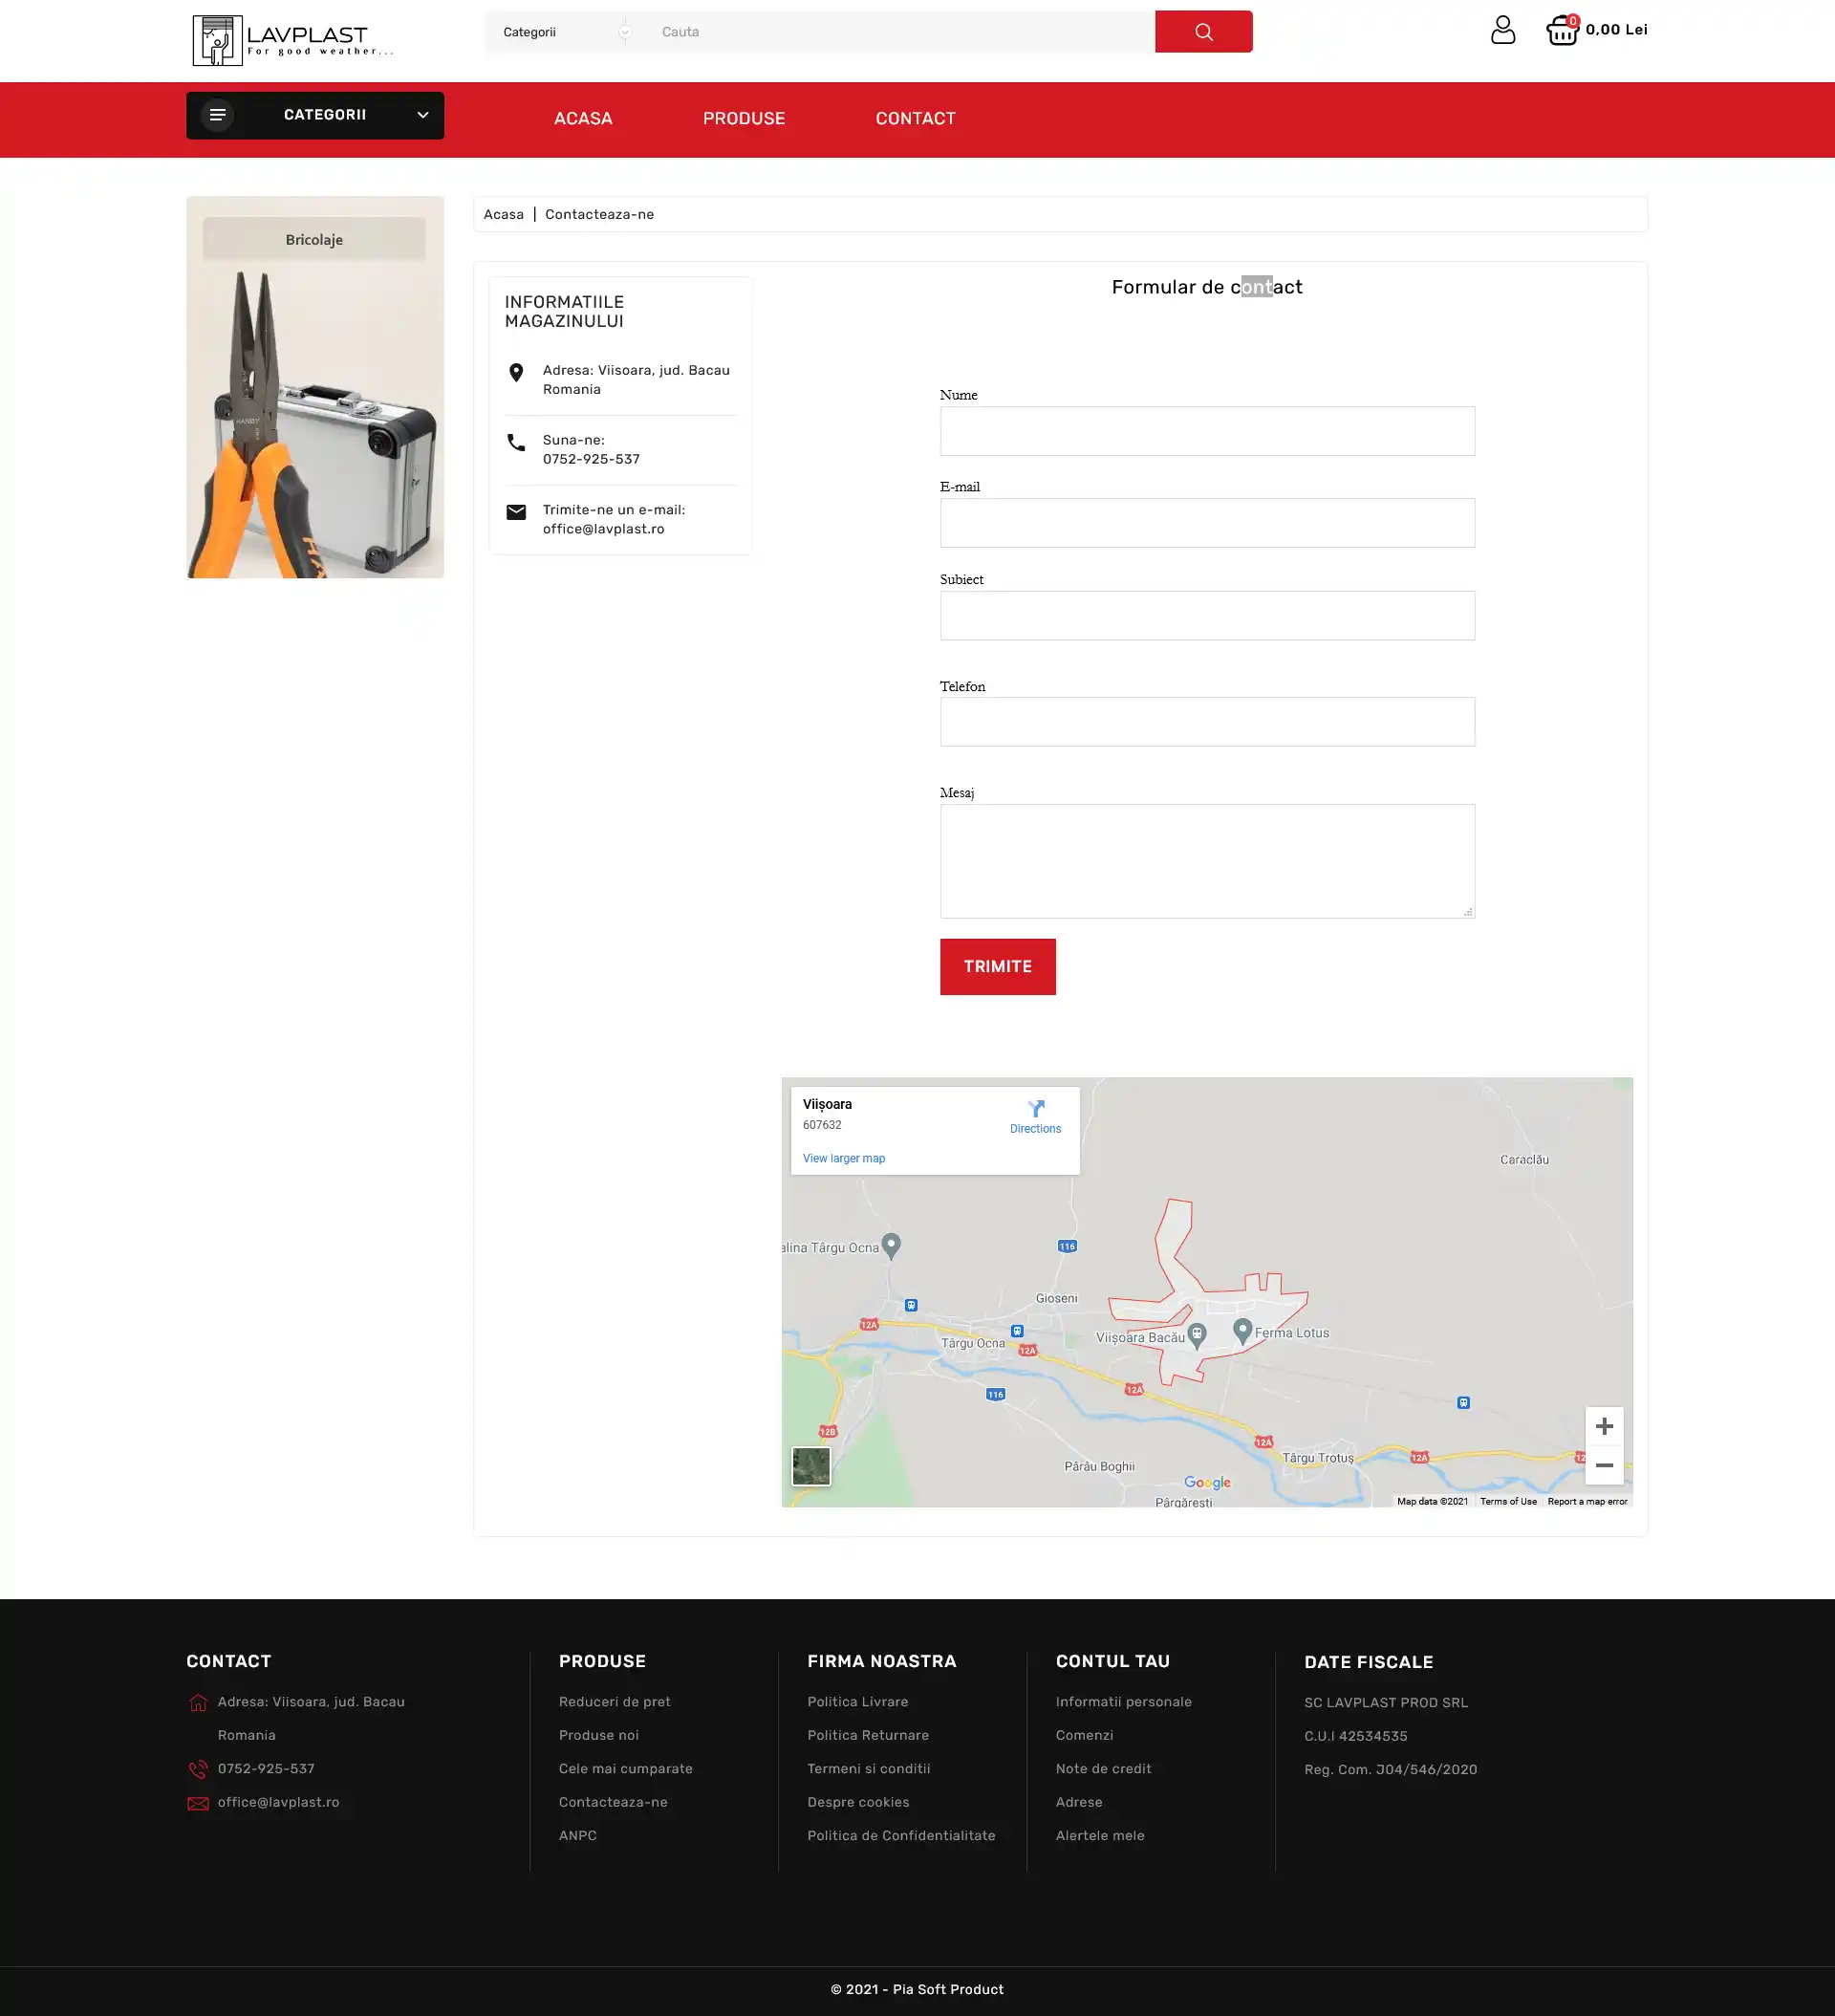 LAVPLAST
For good weather...
Categorii
Cauta
0
0,00 Lei
CATEGORII
ACASA
PRODUSE
CONTACT
Bricolaje
HANDY
Acasa | Contacteaza-ne
INFORMATIILE
MAGAZINULUI
Adresa: Viisoara, jud. Bacau
Romania
Suna-ne:
0752-925-537
Trimite-ne un e-mail:
office@lavplast.ro
Formular de contact
Nume
E-mail
Subiect
Telefon
Mesaj
TRIMITE
Viișoara
607632
Directions
View larger map
Caraclău
alina Târgu Ocna
116
Gioseni
12A
Târgu Ocna
12A
Viișoara Bacău
Ferma Lotus
116
12A
12B
12A
Târgu Trotuș
12A
12
Pârâu Boghii
Google
Pârgărești
Map data ©2021
Terms of Use
Report a map error
CONTACT
Adresa: Viisoara, jud. Bacau
Romania
0752-925-537
office@lavplast.ro
PRODUSE
Reduceri de pret
Produse noi
Cele mai cumparate
Contacteaza-ne
ANPC
FIRMA NOASTRA
Politica Livrare
Politica Returnare
Termeni si conditii
Despre cookies
Politica de Confidentialitate
CONTUL TAU
Informatii personale
Comenzi
Note de credit
Adrese
Alertele mele
DATE FISCALE
SC LAVPLAST PROD SRL
C.U.I 42534535
Reg. Com. J04/546/2020
© 2021 - Pia Soft Product